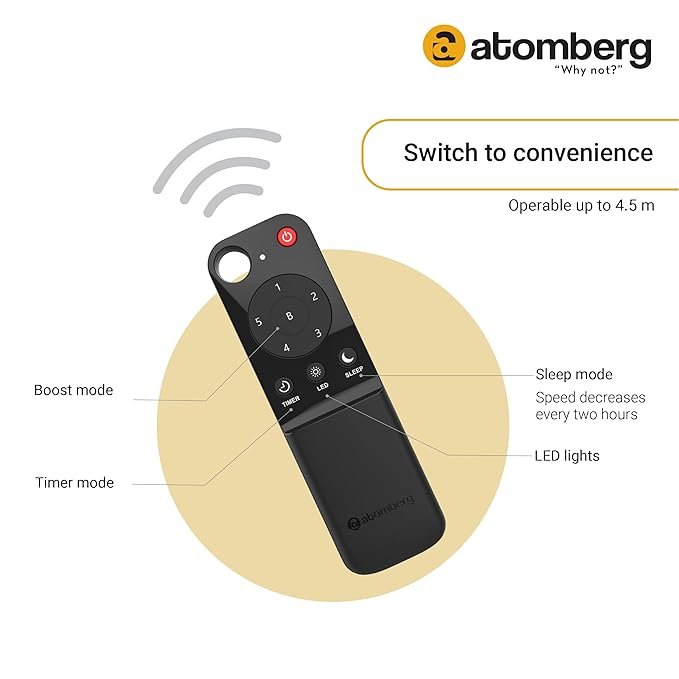 atomberg
"Why not?"
Switch to convenience
Operable up to 4.5 m
1
2
5
B
3
4
Boost mode
TIMER
LED
SLEEP
Sleep mode
Speed decreases
every two hours
LED lights
Timer mode
atomberg